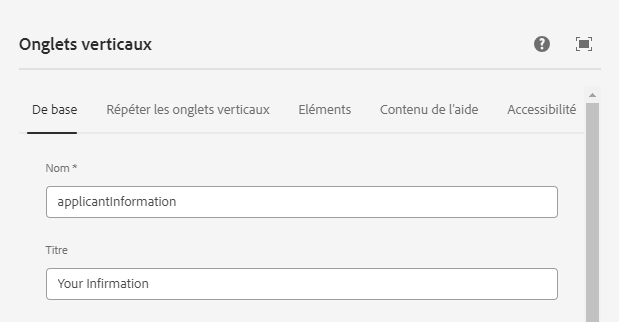 Onglets verticaux
De base Répéter les onglets verticaux Eléments Contenu de l'aide Accessibilité
Nom *
applicantInformation
Titre
Your Infirmation